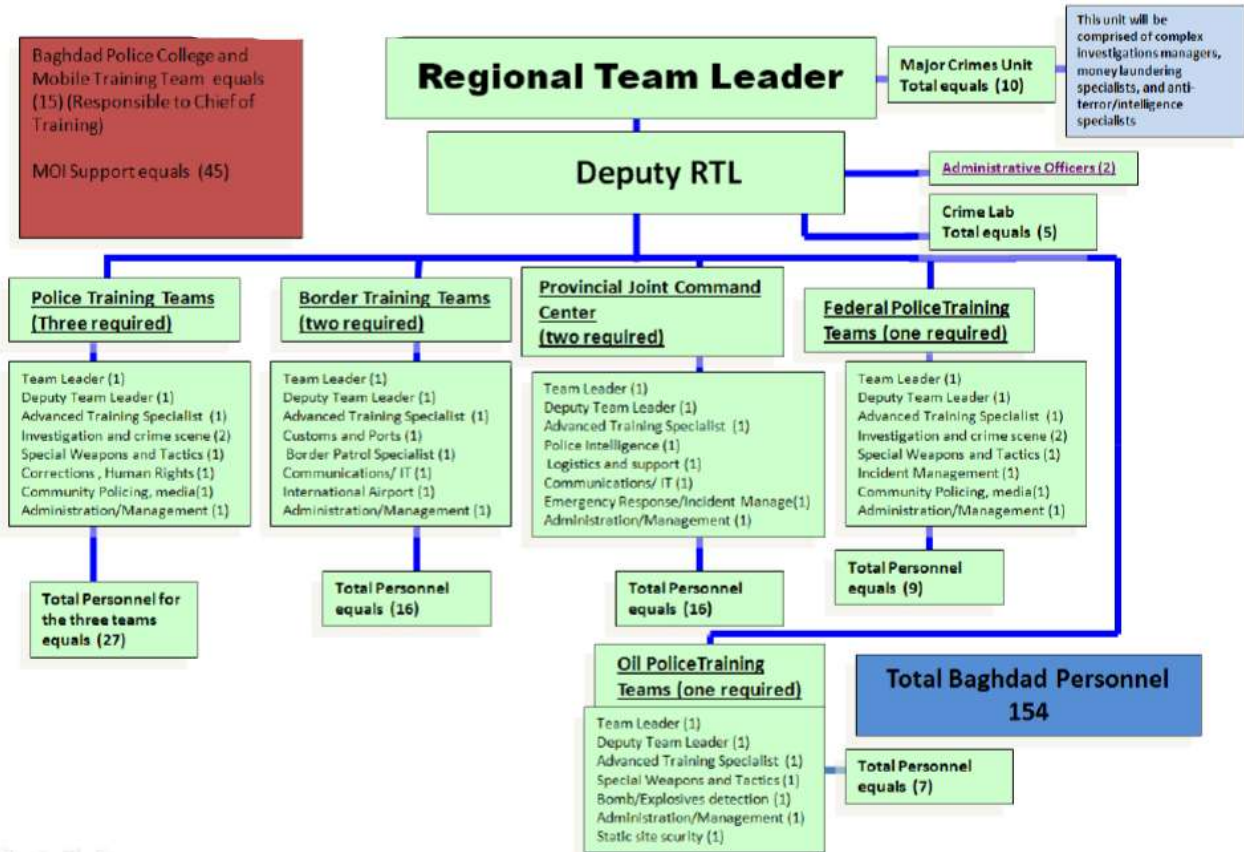 Baghdad Police College and
Mobile Training Team equals
(15) (Responsible to Chief of
Training)
MOI Support equals (45)
Regional Team Leader
Major Crimes Unit
Total equals (10)
This unit will be
comprised of complex
investigations managers,
money laundering
specialists, and anti-
terror/intelligence
specialists
Deputy RTL
Administrative Officers (2)
Crime Lab
Total equals (5)
Police Training Teams
(Three required)
Team Leader (1)
Deputy Team Leader (1)
Advanced Training Specialist (1)
Investigation and crime scene (2)
Special Weapons and Tactics (1)
Corrections , Human Rights (1)
Community Policing, media(1)
Administration/Management (1)
Total Personnel for
the three teams
equals (27)
Border Training Teams
(two required)
Team Leader (1)
Deputy Team Leader (1)
Advanced Training Specialist (1)
Customs and Ports (1)
Border Patrol Specialist (1)
Communications/ IT (1)
International Airport (1)
Administration/Management (1)
Total Personnel
equals (16)
Provincial Joint Command
Center
(two required)
Team Leader (1)
Deputy Team Leader (1)
Advanced Training Specialist (1)
Police Intelligence (1)
Logistics and support (1)
Communications/ IT (1)
Emergency Response/Incident Manage(1)
Administration/Management (1)
Total Personnel
equals (16)
Federal PoliceTraining
Teams (one required)
Team Leader (1)
Deputy Team Leader (1)
Advanced Training Specialist (1)
Investigation and crime scene (2)
Special Weapons and Tactics (1)
Incident Management (1)
Community Policing, media(1)
Administration/Management (1)
Total Personnel
equals (9)
Oil PoliceTraining
Teams (one required)
Team Leader (1)
Deputy Team Leader (1)
Advanced Training Specialist (1)
Special Weapons and Tactics (1)
Bomb/Explosives detection (1)
Administration/Management (1)
Static site scurity (1)
Total Personnel
equals (7)
Total Baghdad Personnel
154